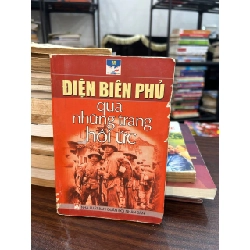 ĐIỆN BIÊN PHỦ
qua
những trang
hồi ức